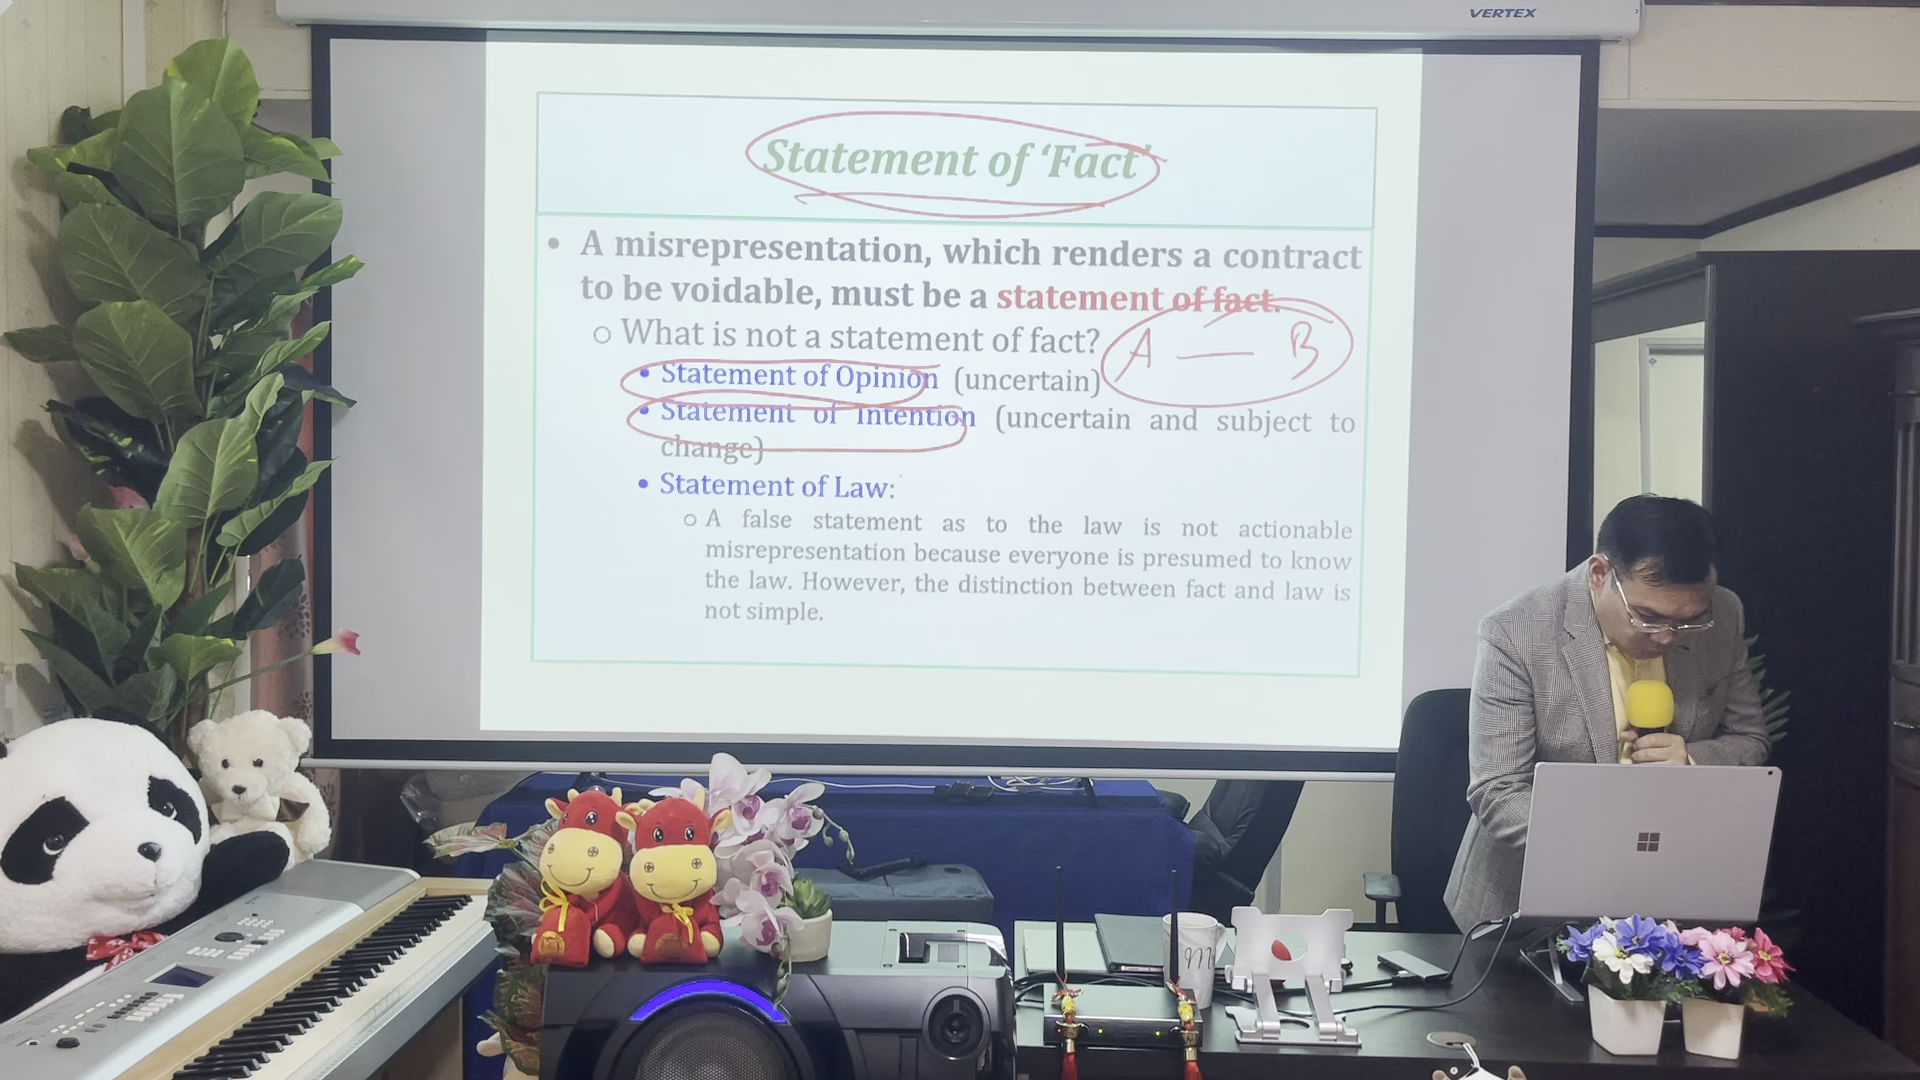 VERTEX
Statement of ‘Fact’
• A misrepresentation, which renders a contract
to be voidable, must be a statement of fact.
o What is not a statement of fact?
A — B
• Statement of Opinion (uncertain)
• Statement of Intention (uncertain and subject to
change)
• Statement of Law:
o A false statement as to the law is not actionable
misrepresentation because everyone is presumed to know
the law. However, the distinction between fact and law is
not simple.
m